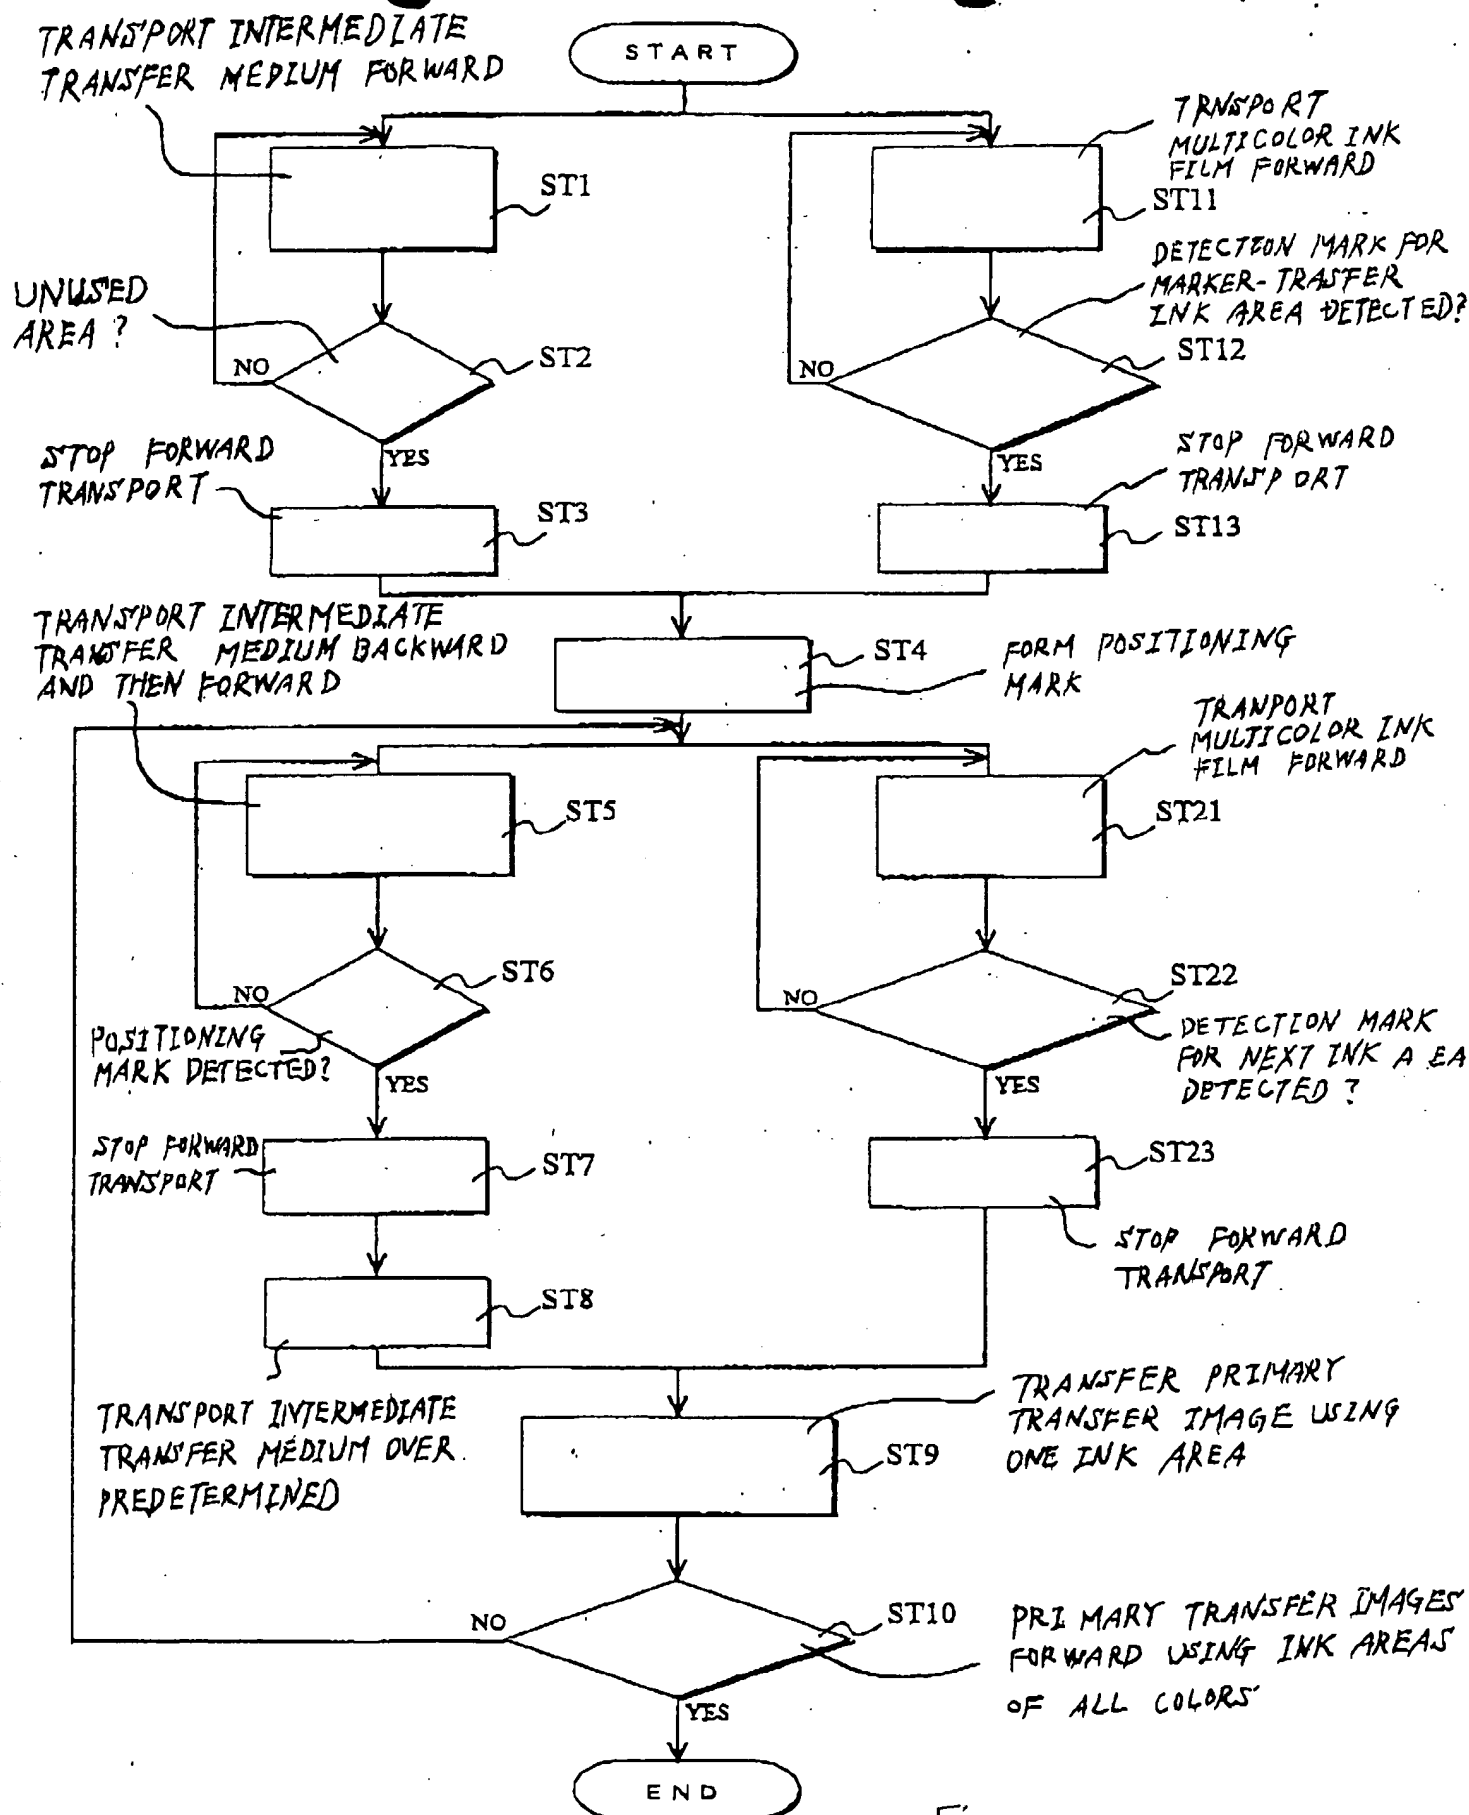 TRANSPORT INTERMEDIATE
TRANSFER MEDIUM FORWARD
START
TRNSPORT
MULTICOLOR INK
FILM FORWARD
ST1
ST11
DETECTION MARK FOR
MARKER-TRASFER
INK AREA DETECTED?
UNUSED
AREA?
ST2
ST12
NO
NO
YES
YES
STOP FORWARD
TRANSPORT
STOP FORWARD
TRANSPORT
ST3
ST13
TRANSPORT INTERMEDIATE
TRANSFER MEDIUM BACKWARD
AND THEN FORWARD
ST4
FORM POSITIONING
MARK
TRANPORT
MULTICOLOR INK
FILM FORWARD
ST5
ST21
ST6
ST22
NO
NO
POSITIONING
MARK DETECTED?
DETECTION MARK
FOR NEXT INK A EA
DETECTED?
YES
YES
STOP FORWARD
TRANSPORT
ST7
ST23
STOP FORWARD
TRANSPORT
ST8
TRANSPORT INTERMEDIATE
TRANSFER MEDIUM OVER
PREDETERMINED
TRANSFER PRIMARY
TRANSFER IMAGE USING
ONE INK AREA
ST9
NO
ST10
PRIMARY TRANSFER IMAGES
FORWARD USING INK AREAS
OF ALL COLORS
YES
END